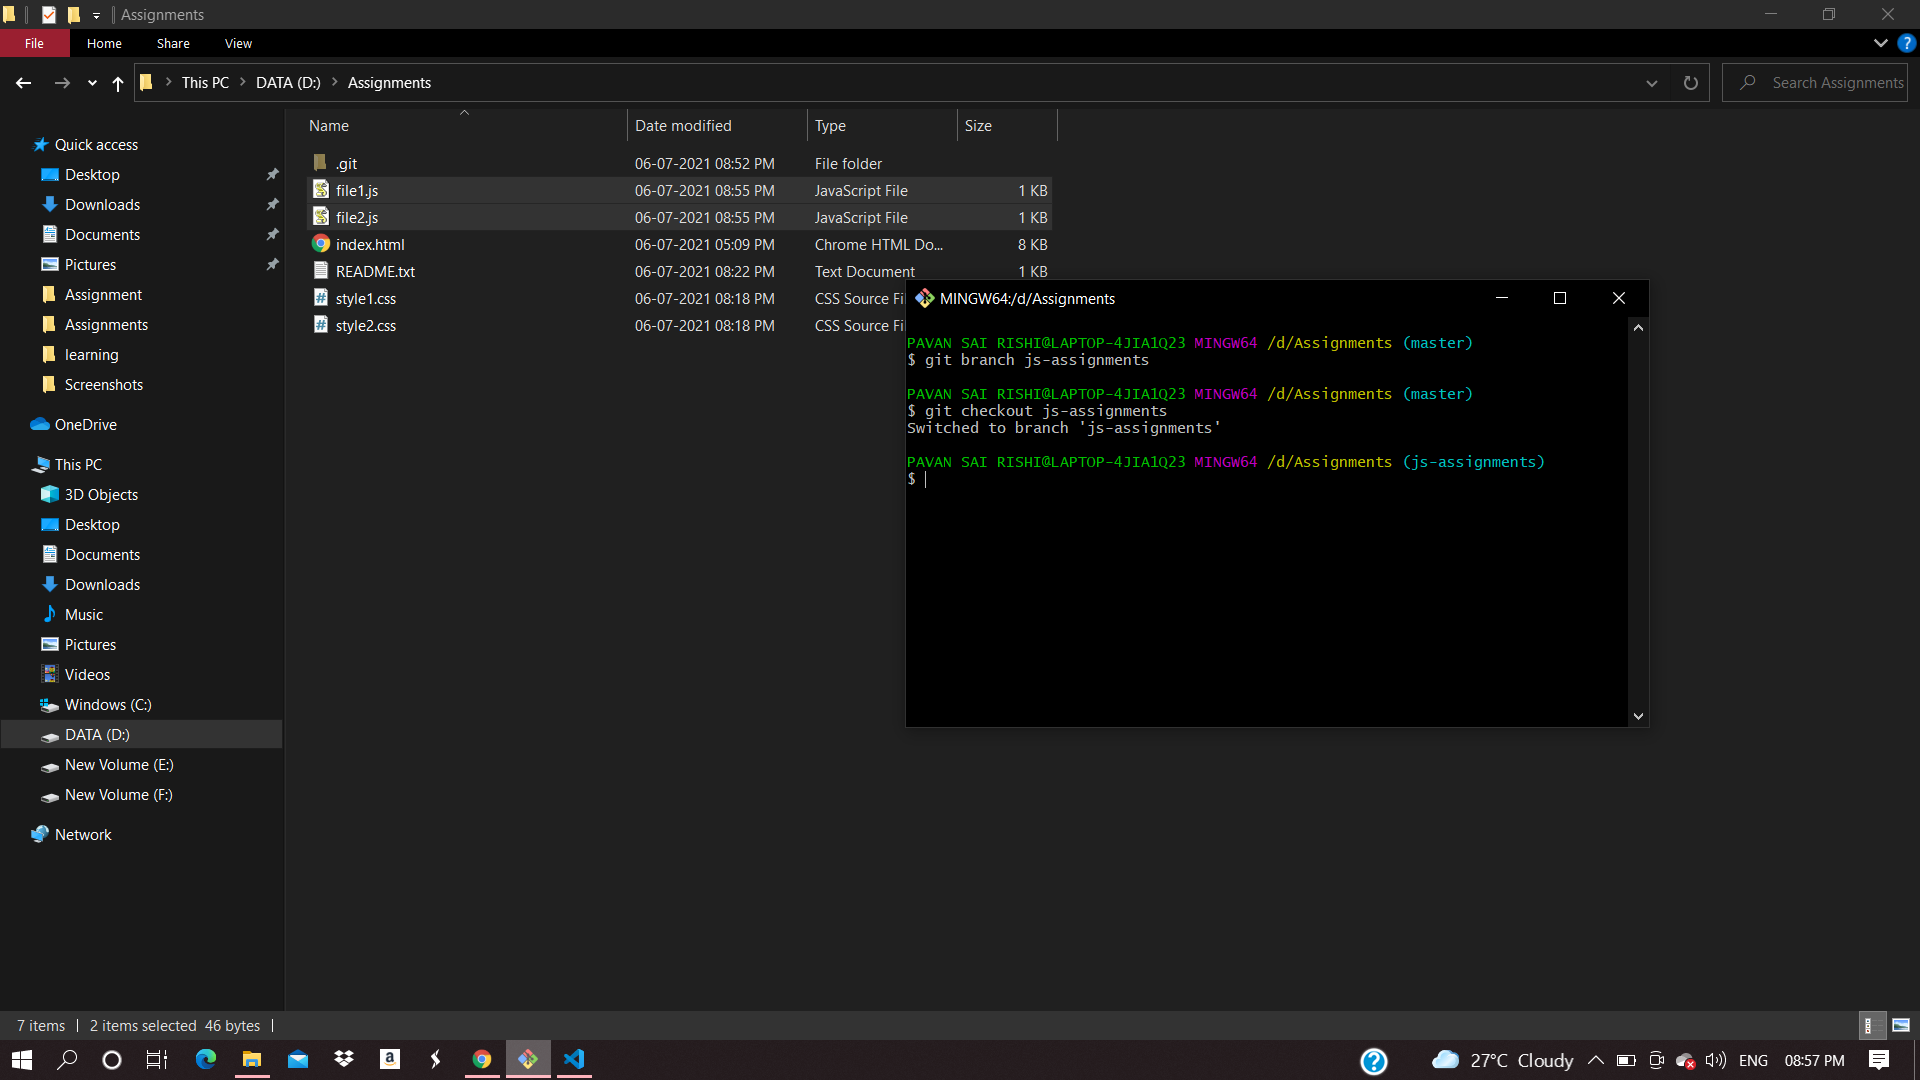 Assignments
File Home Share View
This PC DATA (D:) Assignments
Search Assignments
Name Date modified Type Size
.git 06-07-2021 08:52 PM File folder
file1.js 06-07-2021 08:55 PM JavaScript File 1 KB
file2.js 06-07-2021 08:55 PM JavaScript File 1 KB
index.html 06-07-2021 05:09 PM Chrome HTML Do... 8 KB
README.txt 06-07-2021 08:22 PM Text Document 1 KB
style1.css 06-07-2021 08:18 PM CSS Source Fi
style2.css 06-07-2021 08:18 PM CSS Source Fi
Quick access
Desktop
Downloads
Documents
Pictures
Assignment
Assignments
learning
Screenshots
OneDrive
This PC
3D Objects
Desktop
Documents
Downloads
Music
Pictures
Videos
Windows (C:)
DATA (D:)
New Volume (E:)
New Volume (F:)
Network
MINGW64:/d/Assignments
PAVAN SAI RISHI@LAPTOP-4JIA1Q23 MINGW64 /d/Assignments (master)
$ git branch js-assignments
PAVAN SAI RISHI@LAPTOP-4JIA1Q23 MINGW64 /d/Assignments (master)
$ git checkout js-assignments
Switched to branch 'js-assignments'
PAVAN SAI RISHI@LAPTOP-4JIA1Q23 MINGW64 /d/Assignments (js-assignments)
$
7 items 2 items selected 46 bytes
27°C Cloudy ENG 08:57 PM